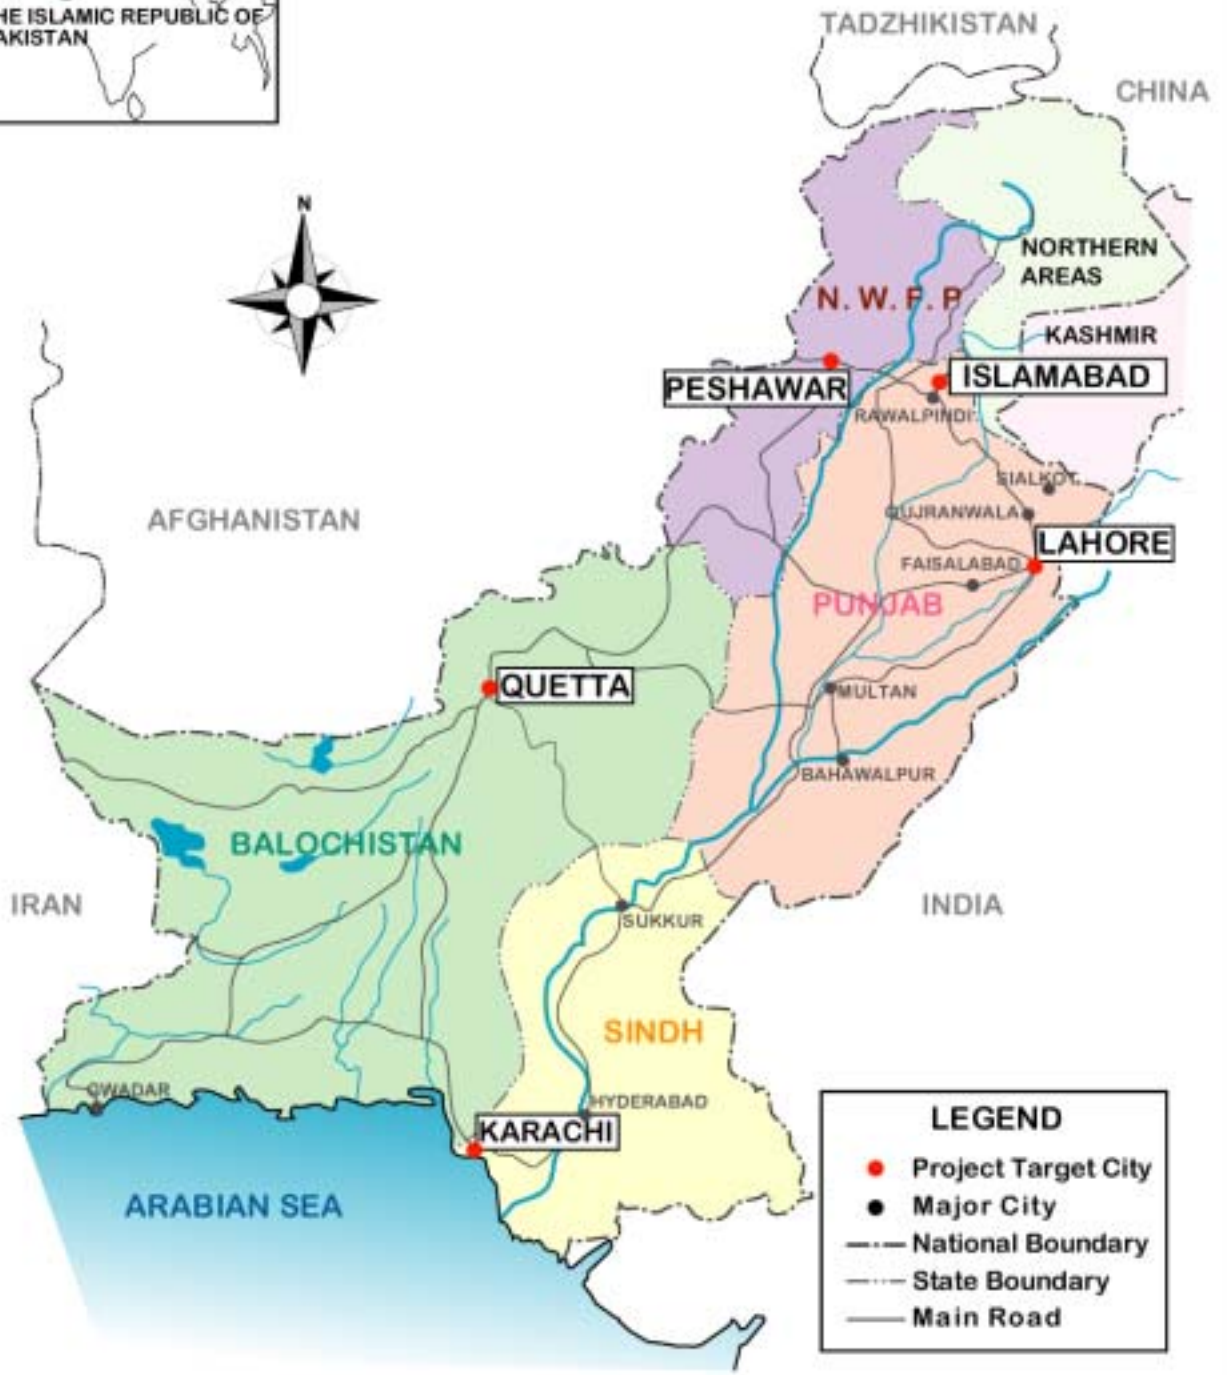 HE ISLAMIC REPUBLIC OF
AKISTAN
TADZHIKISTAN
CHINA
N
NORTHERN
AREAS
N. W. F. P
KASHMIR
PESHAWAR
ISLAMABAD
RAWALPINDI
SIALKOT
GUJRANWALA
AFGHANISTAN
LAHORE
FAISALABAD
PUNJAB
QUETTA
MULTAN
BAHAWALPUR
BALOCHISTAN
IRAN
INDIA
SUKKUR
SINDH
GWADAR
HYDERABAD
KARACHI
ARABIAN SEA
LEGEND
Project Target City
Major City
National Boundary
State Boundary
Main Road